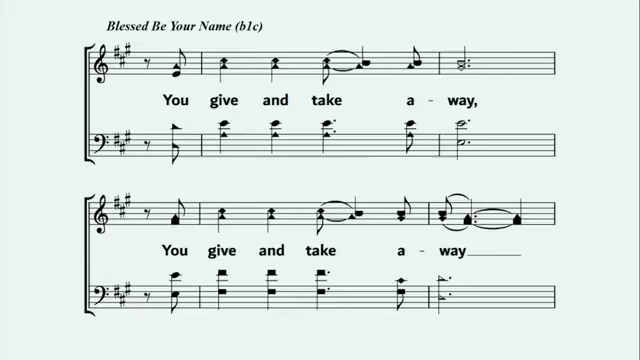 Blessed Be Your Name (b1c)
You give and take a - way,
You give and take a - way